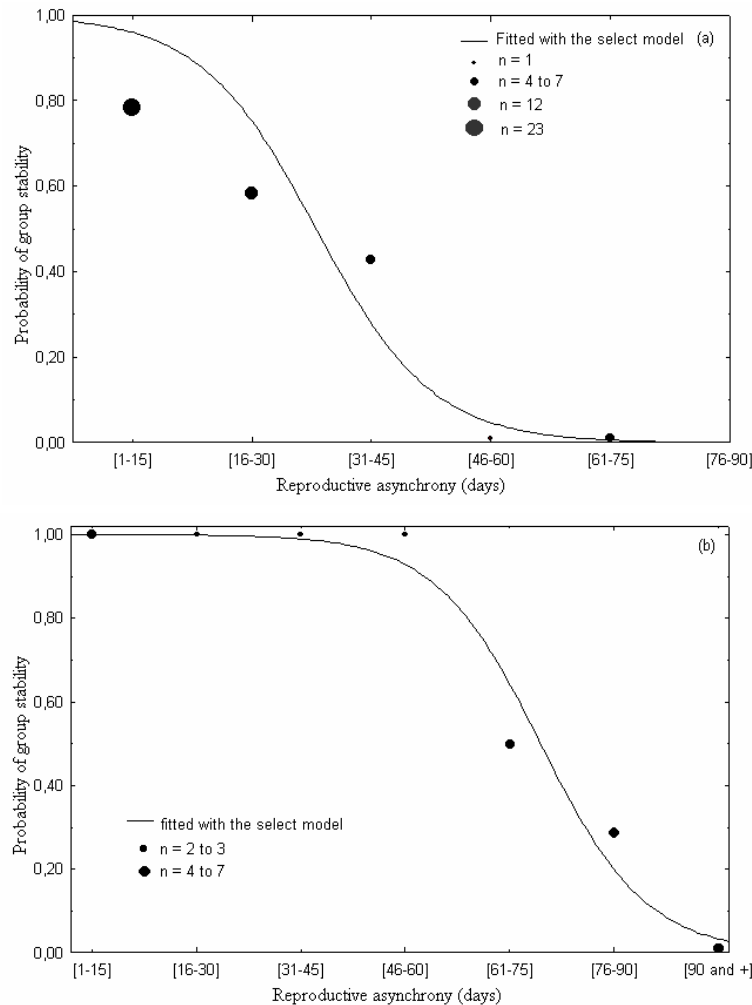 1,00
0,80
0,60
0,40
0,20
0,00
Probability of group stability
Fitted with the select model
(a)
n = 1
n = 4 to 7
n = 12
n = 23
[1-15]
[16-30]
[31-45]
[46-60]
[61-75]
[76-90]
Reproductive asynchrony (days)
1,00
0,80
0,60
0,40
0,20
0,00
Probability of group stability
(b)
fitted with the select model
n = 2 to 3
n = 4 to 7
[1-15]
[16-30]
[31-45]
[46-60]
[61-75]
[76-90]
[90 and +]
Reproductive asynchrony (days)